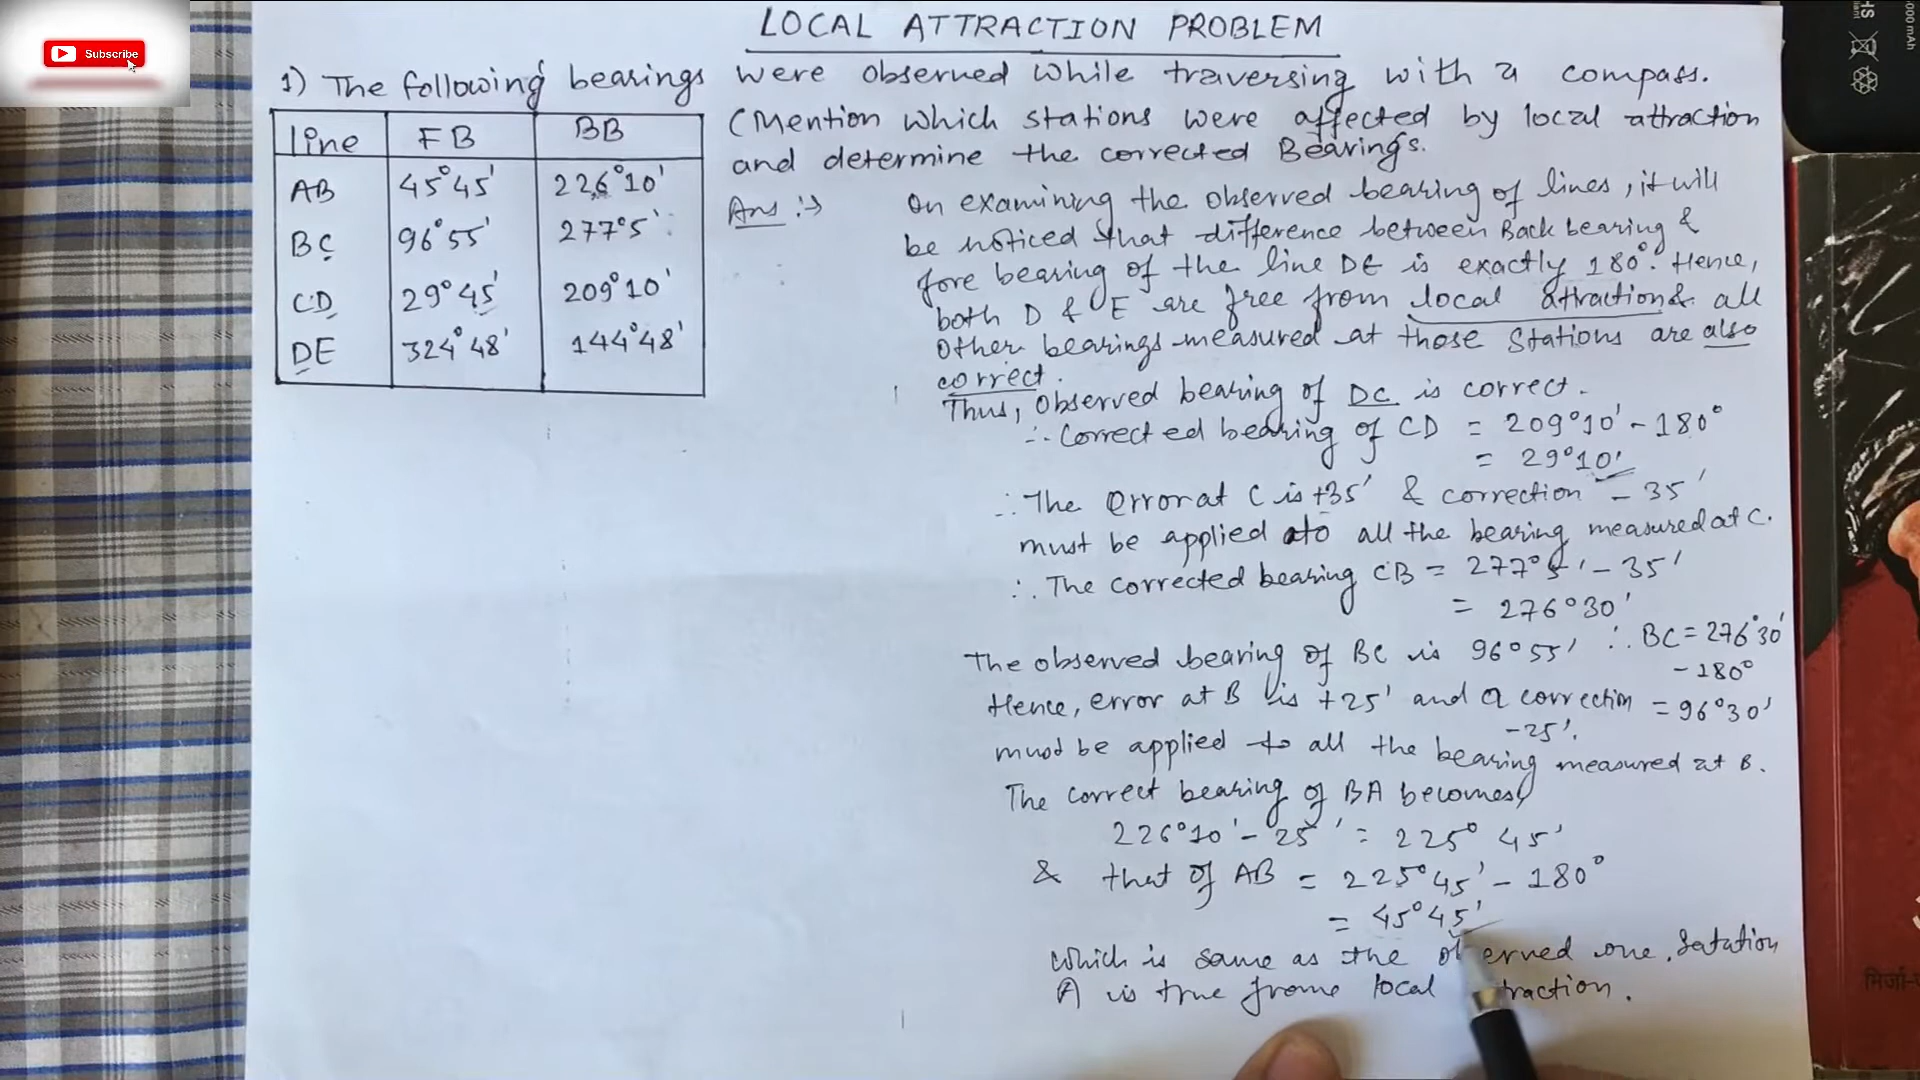 Subscribe
LOCAL ATTRACTION PROBLEM
1) The following bearings were observed while traversing with a compass.
(Mention which stations were affected by local attraction
and determine the corrected Bearings.
line FB BB
AB 45°45' 226°10'
BC 96°55' 277°5'
CD 29°45' 209°10'
DE 324°48' 144°48'
Ans :→
On examining the observed bearing of lines, it will
be noticed that difference between Back bearing &
fore bearing of the line DE is exactly 180°. Hence,
both D & E are free from local attraction & all
other bearings measured at those stations are also
correct.
Thus, observed bearing of DC is correct.
∴ Corrected bearing of CD = 209°10' - 180°
= 29°10'
∴ The error at C is +35' & correction - 35'
must be applied to all the bearing measured at C.
∴ The corrected bearing CB = 277°5' - 35'
= 276°30'
The observed bearing of BC is 96°55' ∴ BC = 276°30'
- 180°
= 96°30'
Hence, error at B is +25' and a correction
-25'.
must be applied to all the bearing measured at B.
The correct bearing of BA becomes,
226°10' - 25' = 225°45'
& that of AB = 225°45' - 180°
= 45°45'
Which is same as the erved one. Satation
A is true frome local traction.
HS
000 mAh